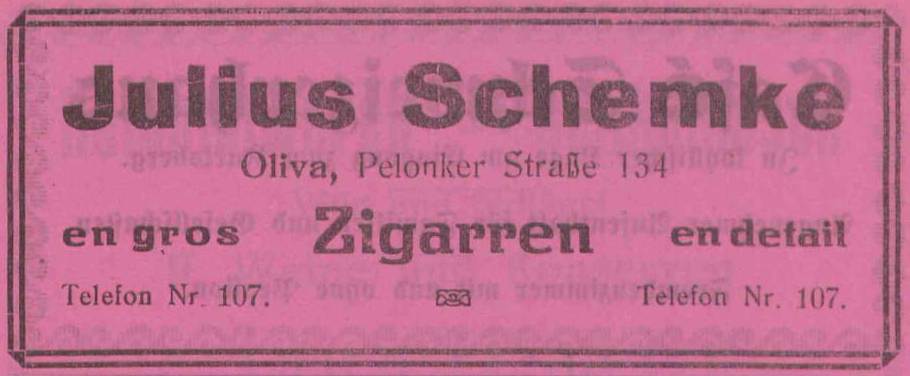 Julius Schemke
Oliva, Pelonker Straße 134
en gros Zigarren en detail
Telefon Nr. 107. Telefon Nr. 107.